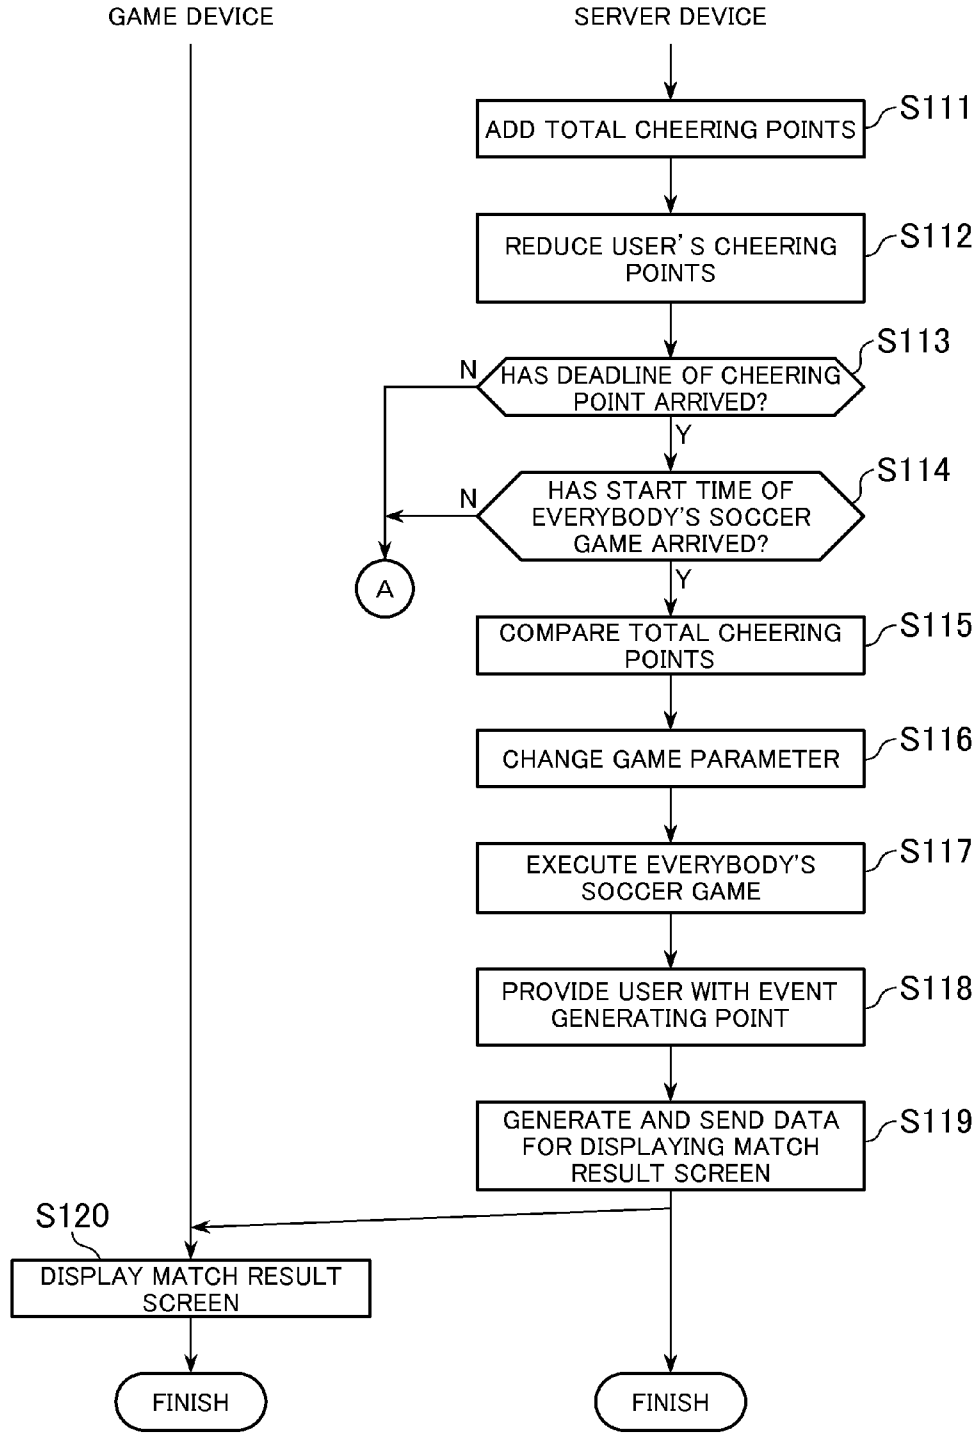 GAME DEVICE
SERVER DEVICE
S111
ADD TOTAL CHEERING POINTS
S112
REDUCE USER'S CHEERING
POINTS
S113
N
HAS DEADLINE OF CHEERING
POINT ARRIVED?
Y
S114
N
HAS START TIME OF
EVERYBODY'S SOCCER
GAME ARRIVED?
A
Y
S115
COMPARE TOTAL CHEERING
POINTS
S116
CHANGE GAME PARAMETER
S117
EXECUTE EVERYBODY'S
SOCCER GAME
S118
PROVIDE USER WITH EVENT
GENERATING POINT
S119
GENERATE AND SEND DATA
FOR DISPLAYING MATCH
RESULT SCREEN
S120
DISPLAY MATCH RESULT
SCREEN
FINISH
FINISH